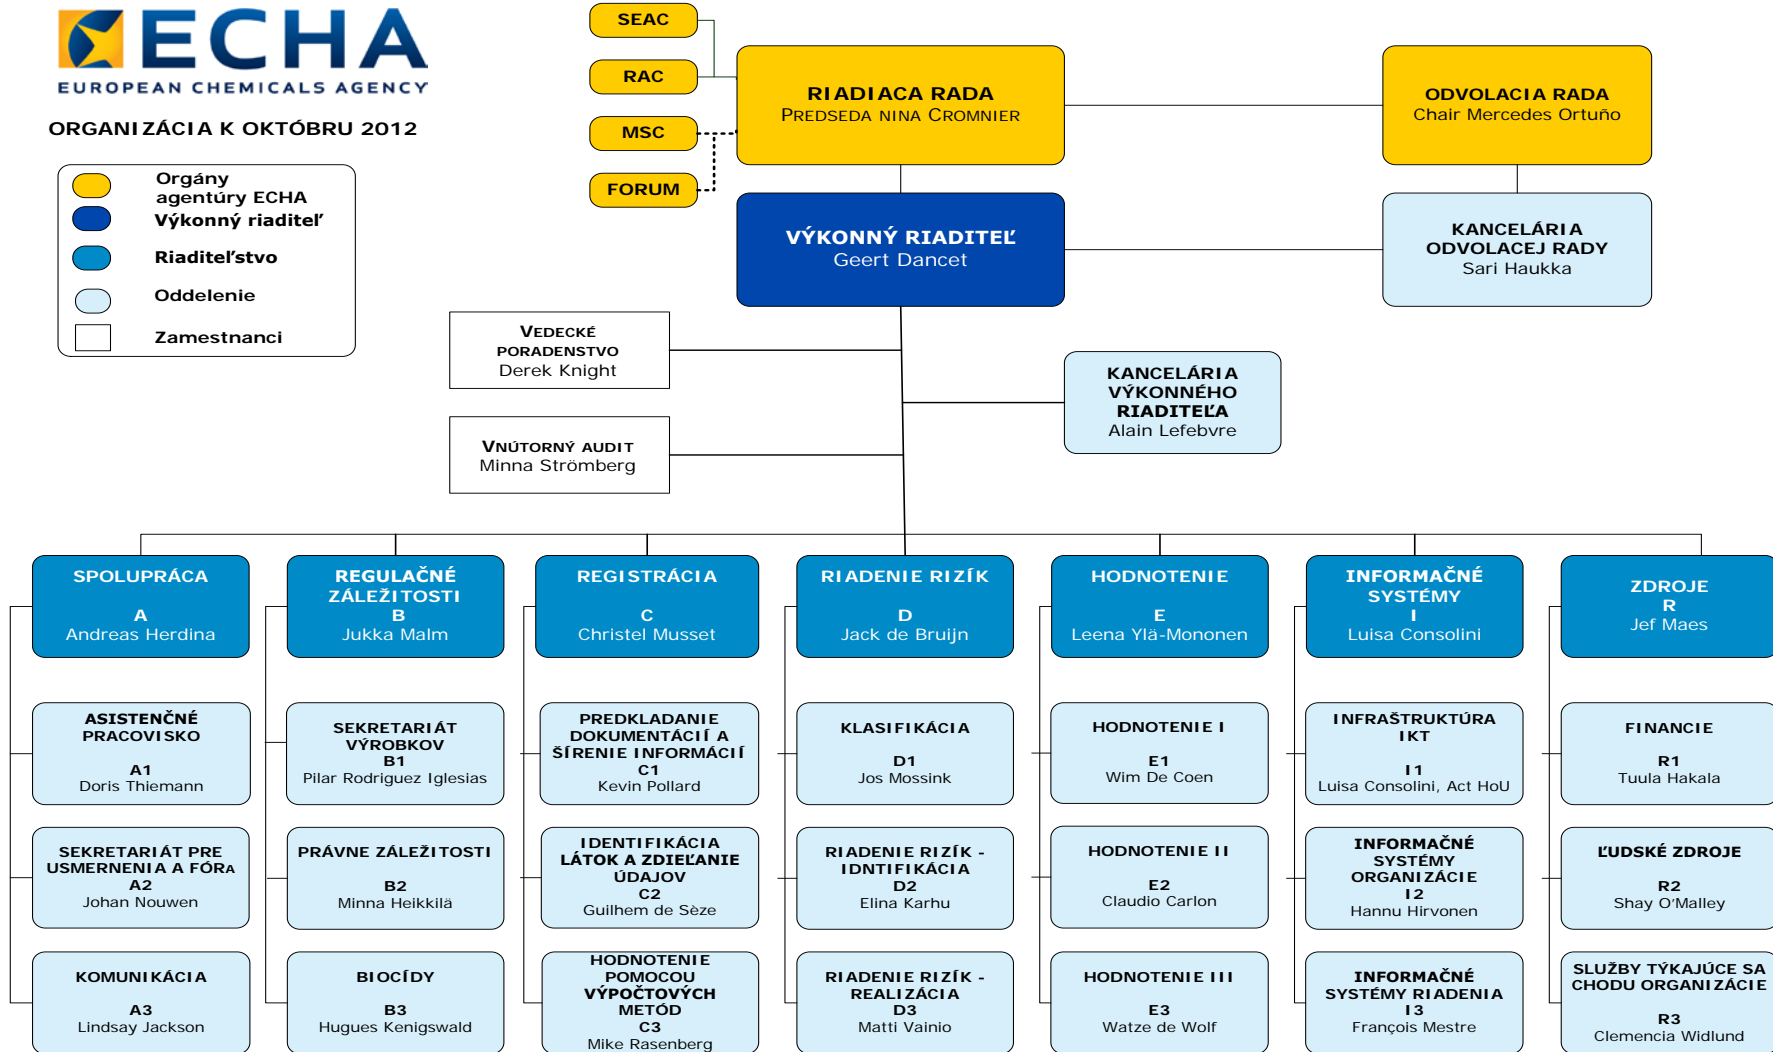 ECHA
EUROPEAN CHEMICALS AGENCY
ORGANIZÁCIA K OKTÓBRU 2012
Orgány
agentúry ECHA
Výkonný riaditeľ
Riaditeľstvo
Oddelenie
Zamestnanci
SEAC
RAC
MSC
FORUM
RIADIACA RADA
PREDSEDA NINA CROMNIER
ODVOLACIA RADA
Chair Mercedes Ortuño
VÝKONNÝ RIADITEĽ
Geert Dancet
KANCELÁRIA
ODVOLACEJ RADY
Sari Haukka
VEDECKÉ
PORADENSTVO
Derek Knight
KANCELÁRIA
VÝKONNÉHO
RIADITEĽA
Alain Lefebvre
VNÚTORNÝ AUDIT
Minna Strömberg
SPOLUPRÁCA
A
Andreas Herdina
REGULAČNÉ
ZÁLEŽITOSTI
B
Jukka Malm
REGISTRÁCIA
C
Christel Musset
RIADENIE RIZÍK
D
Jack de Bruijn
HODNOTENIE
E
Leena Ylä-Mononen
INFORMAČNÉ
SYSTÉMY
I
Luisa Consolini
ZDROJE
R
Jef Maes
ASISTENČNÉ
PRACOVISKO
A1
Doris Thiemann
SEKRETARIÁT
VÝROBKOV
B1
Pilar Rodriguez Iglesias
PREDKLADANIE
DOKUMENTÁCIÍ A
ŠÍRENIE INFORMÁCIÍ
C1
Kevin Pollard
KLASIFIKÁCIA
D1
Jos Mossink
HODNOTENIE I
E1
Wim De Coen
INFRAŠTRUKTÚRA
IKT
I1
Luisa Consolini, Act HoU
FINANCIE
R1
Tuula Hakala
SEKRETARIÁT PRE
USMERNENIA A FÓRA
A2
Johan Nouwen
PRÁVNE ZÁLEŽITOSTI
B2
Minna Heikkilä
IDENTIFIKÁCIA
LÁTOK A ZDIEĽANIE
ÚDAJOV
C2
Guilhem de Sèze
RIADENIE RIZÍK -
IDNTIFIKÁCIA
D2
Elina Karhu
HODNOTENIE II
E2
Claudio Carlon
INFORMAČNÉ
SYSTÉMY
ORGANIZÁCIE
I2
Hannu Hirvonen
ĽUDSKÉ ZDROJE
R2
Shay O'Malley
KOMUNIKÁCIA
A3
Lindsay Jackson
BIOCÍDY
B3
Hugues Kenigswald
HODNOTENIE
POMOCOU
VÝPOČTOVÝCH
METÓD
C3
Mike Rasenberg
RIADENIE RIZÍK -
REALIZÁCIA
D3
Matti Vainio
HODNOTENIE III
E3
Watze de Wolf
INFORMAČNÉ
SYSTÉMY RIADENIA
I3
François Mestre
SLUŽBY TÝKAJÚCE SA
CHODU ORGANIZÁCIE
R3
Clemencia Widlund